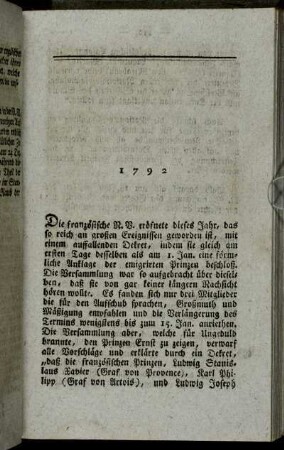 1792
Die französische N. V. erösnete dieses Jahr, das
so reich an grosen Ereignissen geworden ist, mit
einem auffallenden Dekret, indem sie gleich am
ersten Tage desselben als am 1. Jan. eine förm-
liche Anklage der emigrirten Prinzen beschloß.
Die Versammlung war so aufgebracht über diesel-
ben, daß sie von gar keiner längern Nachsicht
hören wollte. Es fanden sich nur drei Mitglieder
die für den Aufschub sprachen, Großmuth und
Mäßigung empfahlen und die Verlängerung des
Termins wenigstens bis zum 15. Jan. anriethen.
Die Versammlung aber, welche für Ungeduld
brannte, den Prinzen Ernst zu zeigen, verwarf
alle Vorschläge und erklärte durch ein Dekret,
„daß die französischen Prinzen, Ludwig Stanis-
laus Xavier (Graf von Provence), Karl Phi-
lipp (Graf von Artois), und Ludwig Joseph